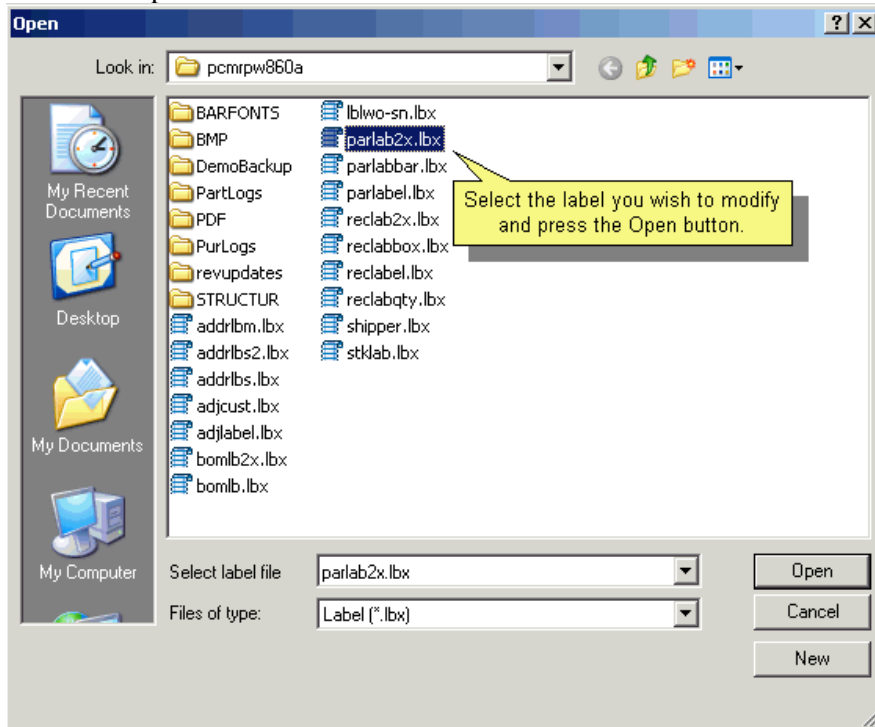 Open
Look in:
pcmrpw860a
My Recent
Documents
Desktop
My Documents
My Computer
BARFONTS
BMP
DemoBackup
PartLogs
PDF
PurLogs
revupdates
STRUCTUR
addrlbm.lbx
addrlbs2.lbx
addrlbs.lbx
adjcust.lbx
adjlabel.lbx
bomlb2x.lbx
bomlb.lbx
lblwo-sn.lbx
parlab2x.lbx
parlabbar.lbx
parlabel.lbx
reclab2x.lbx
reclabbox.lbx
reclabel.lbx
reclabqty.lbx
shipper.lbx
stklab.lbx
Select the label you wish to modify
and press the Open button.
Select label file
parlab2x.lbx
Open
Files of type:
Label (*.lbx)
Cancel
New